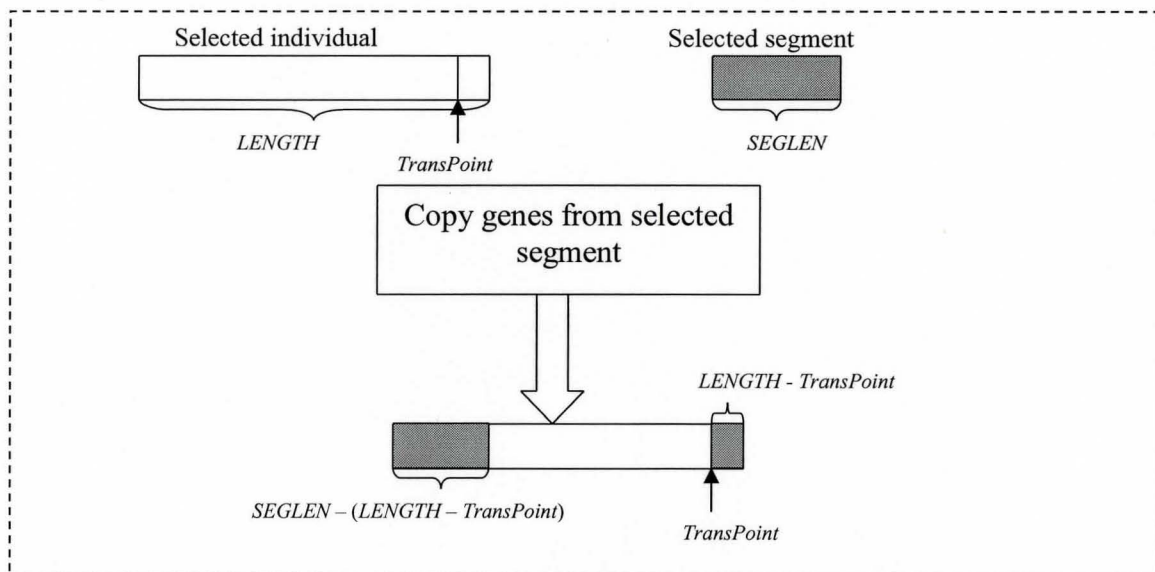 Selected individual
Selected segment
LENGTH
TransPoint
SEGLEN
Copy genes from selected
segment
LENGTH - TransPoint
SEGLEN – (LENGTH – TransPoint)
TransPoint